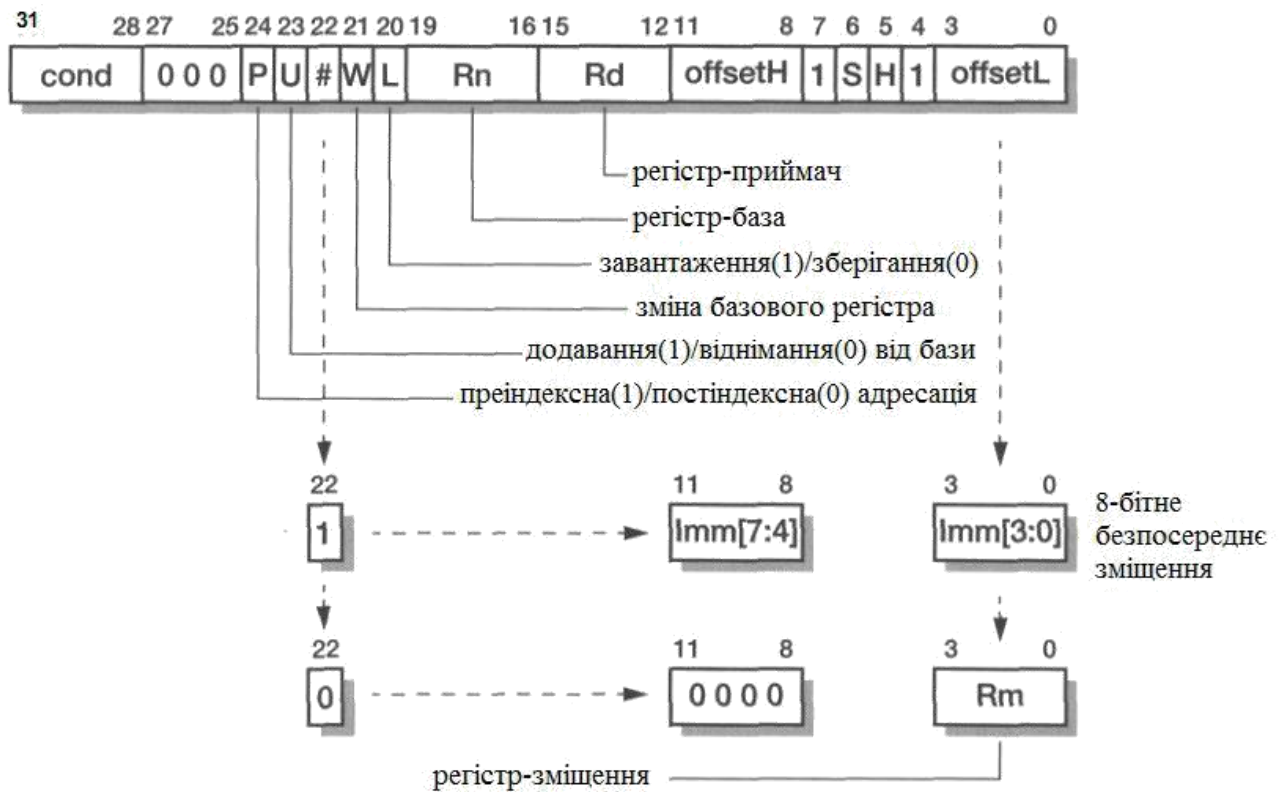 31 28 27 25 24 23 22 21 20 19 16 15 12 11 8 7 6 5 4 3 0
cond 0 0 0 P U # W L Rn Rd offsetH 1 S H 1 offsetL
регістр-приймач
регістр-база
завантаження(1)/зберігання(0)
зміна базового регістра
додавання(1)/віднімання(0) від бази
преіндексна(1)/постіндексна(0) адресація
22 11 8 3 0
1 Imm[7:4] Imm[3:0]
8-бітне
безпосереднє
зміщення
22 11 8 3 0
0 0 0 0 0 Rm
регістр-зміщення